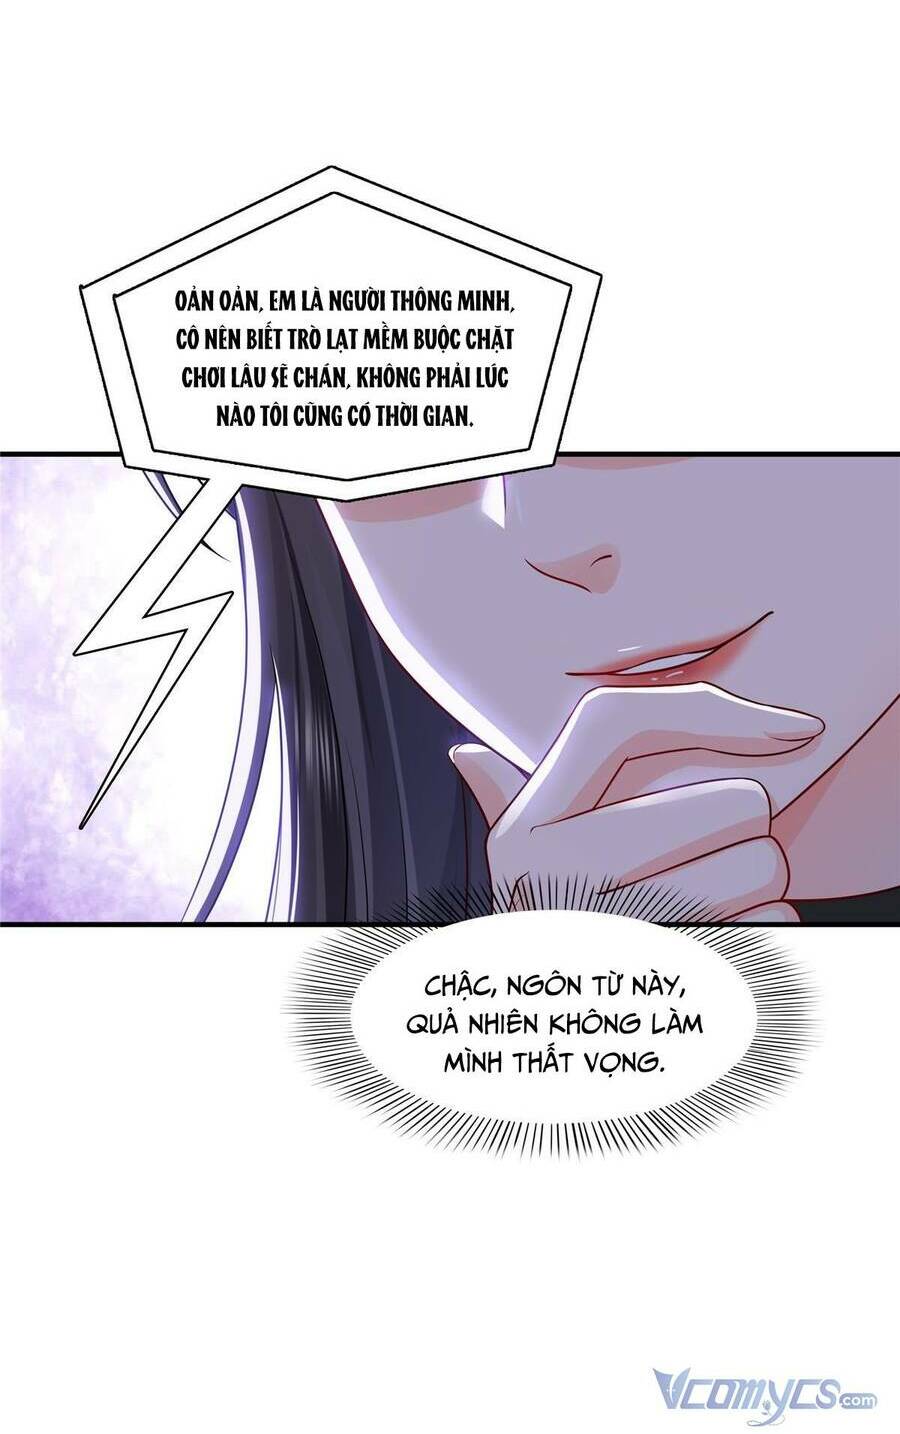 OẢN OẢN, EM LÀ NGƯỜI THÔNG MINH,
CÔ NÊN BIẾT TRÒ LẠT MỀM BUỘC CHẶT
CHƠI LÂU SẼ CHÁN, KHÔNG PHẢI LÚC
NÀO TÔI CŨNG CÓ THỜI GIAN.
CHẬC, NGÔN TỪ NÀY,
QUẢ NHIÊN KHÔNG LÀM
MÌNH THẤT VỌNG.
VCOMYCS.com